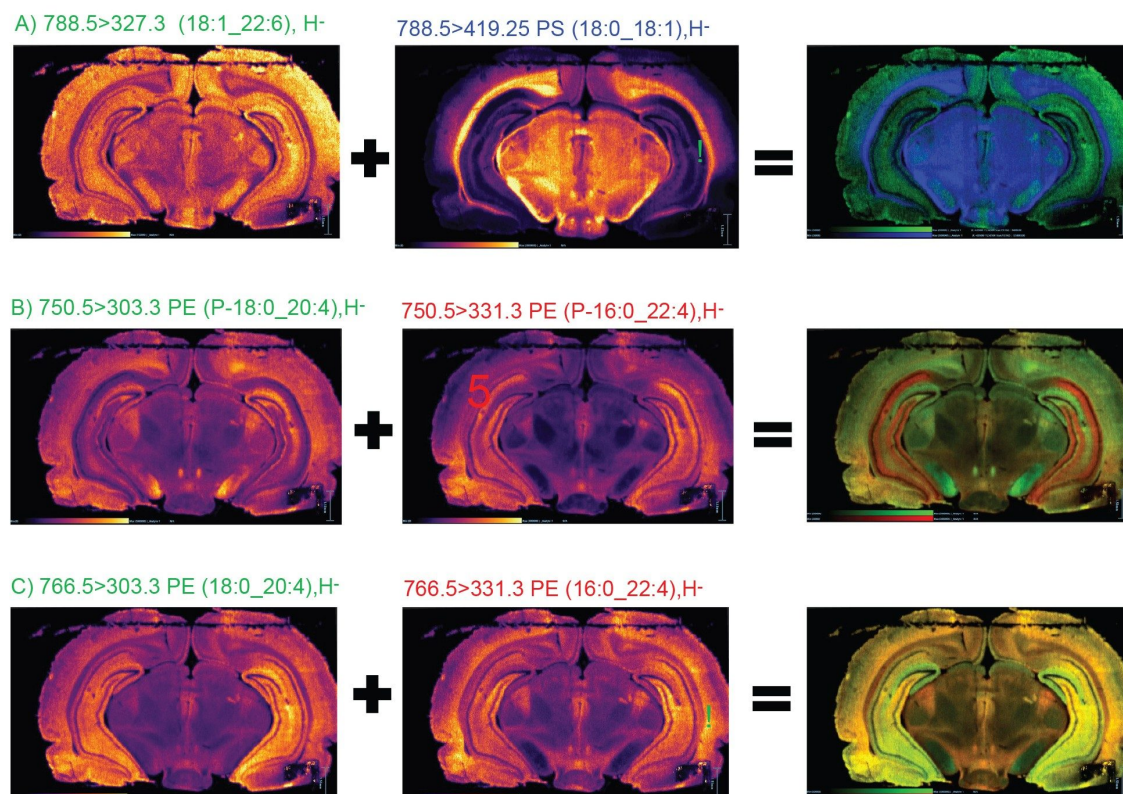 A) 788.5>327.3 (18:1_22:6), H-
788.5>419.25 PS (18:0_18:1),H-
!
B) 750.5>303.3 PE (P-18:0_20:4),H-
750.5>331.3 PE (P-16:0_22:4),H-
5
C) 766.5>303.3 PE (18:0_20:4),H-
766.5>331.3 PE (16:0_22:4),H-
!